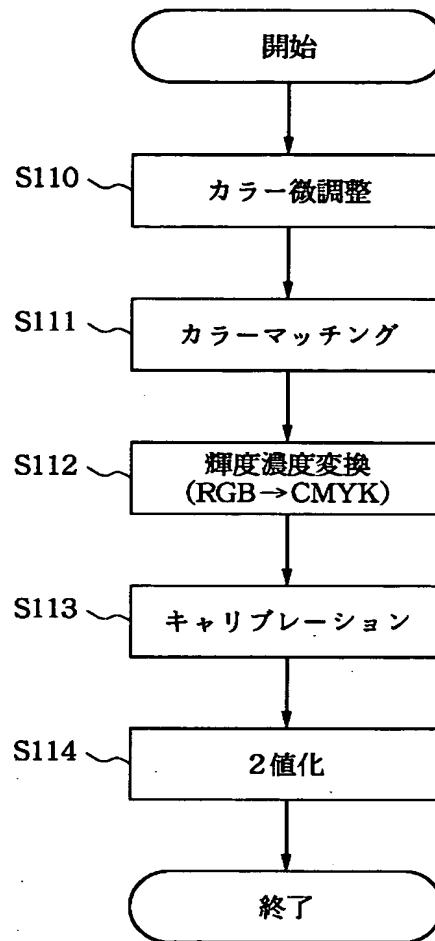 開始
S110
カラー微調整
S111
カラーマッチング
S112
輝度濃度変換
(RGB→CMYK)
S113
キャリブレーション
S114
2値化
終了